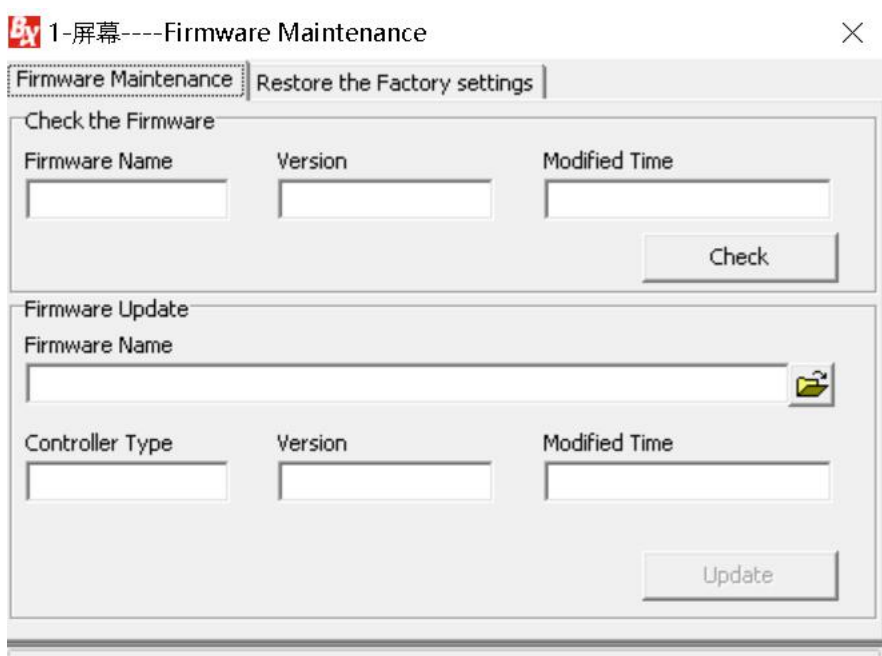 BX 1-屏幕----Firmware Maintenance
Firmware Maintenance Restore the Factory settings
Check the Firmware
Firmware Name Version Modified Time
Check
Firmware Update
Firmware Name
Controller Type Version Modified Time
Update